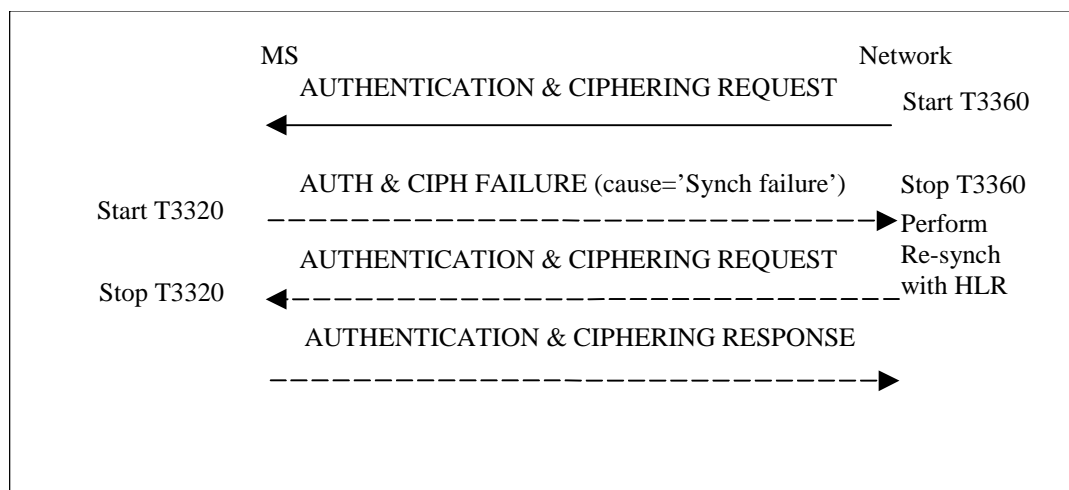 MS
Network
AUTHENTICATION & CIPHERING REQUEST
Start T3360
AUTH & CIPH FAILURE (cause=’Synch failure’)
Stop T3360
Start T3320
Perform
Re-synch
with HLR
AUTHENTICATION & CIPHERING REQUEST
Stop T3320
AUTHENTICATION & CIPHERING RESPONSE